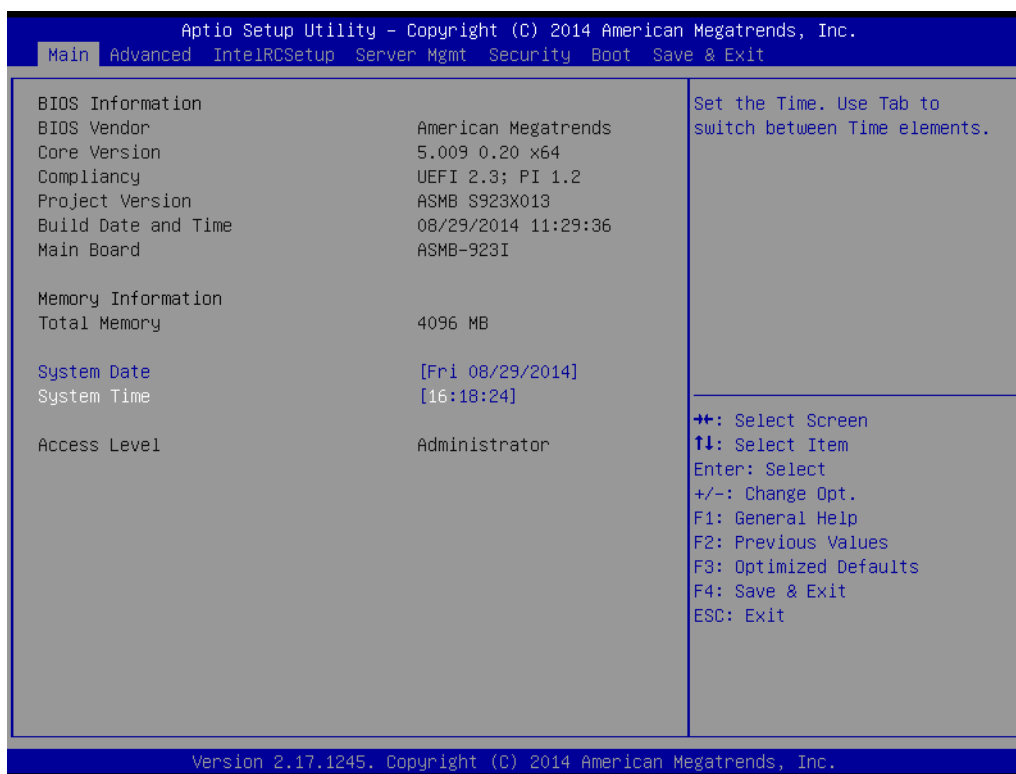 Aptio Setup Utility – Copyright (C) 2014 American Megatrends, Inc.
Main Advanced IntelRCSetup Server Mgmt Security Boot Save & Exit
BIOS Information
BIOS Vendor American Megatrends
Core Version 5.009 0.20 x64
Compliancy UEFI 2.3; PI 1.2
Project Version ASMB S923X013
Build Date and Time 08/29/2014 11:29:36
Main Board ASMB-923I
Memory Information
Total Memory 4096 MB
System Date [Fri 08/29/2014]
System Time [16:18:24]
Access Level Administrator
Set the Time. Use Tab to
switch between Time elements.
→←: Select Screen
↑↓: Select Item
Enter: Select
+/-: Change Opt.
F1: General Help
F2: Previous Values
F3: Optimized Defaults
F4: Save & Exit
ESC: Exit
Version 2.17.1245. Copyright (C) 2014 American Megatrends, Inc.